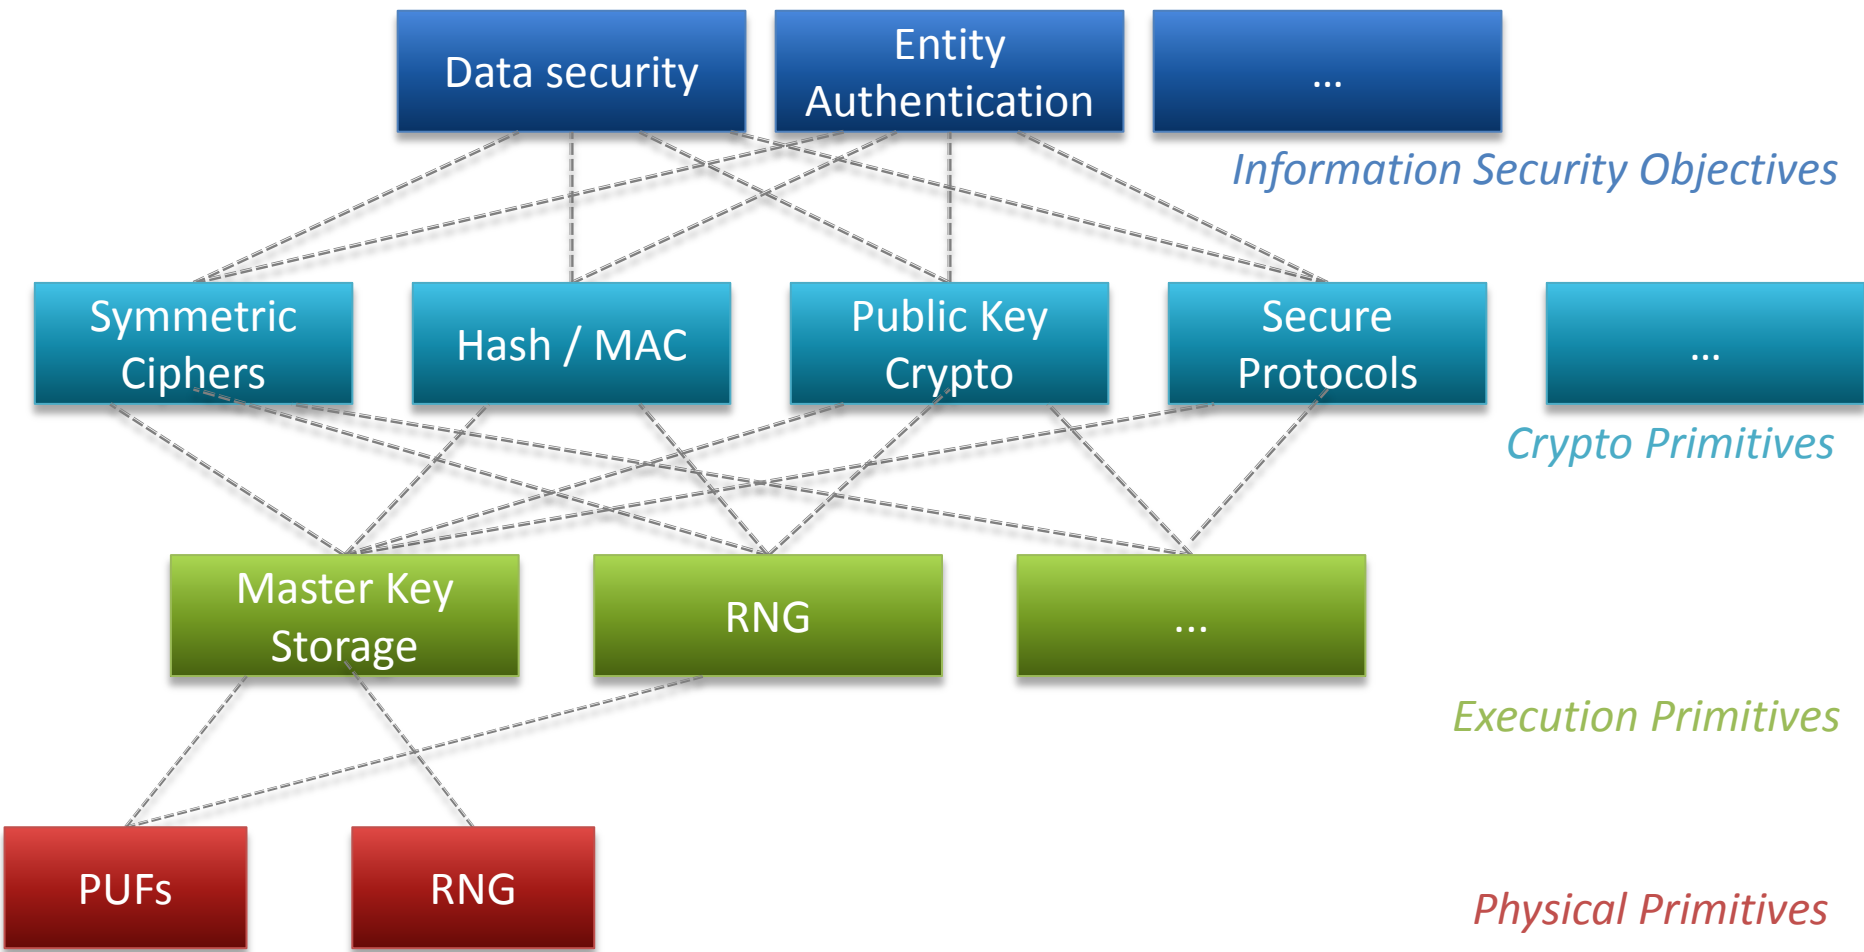 Data security
Entity
Authentication
...
Information Security Objectives
Symmetric
Ciphers
Hash / MAC
Public Key
Crypto
Secure
Protocols
...
Crypto Primitives
Master Key
Storage
RNG
...
Execution Primitives
PUFs
RNG
Physical Primitives